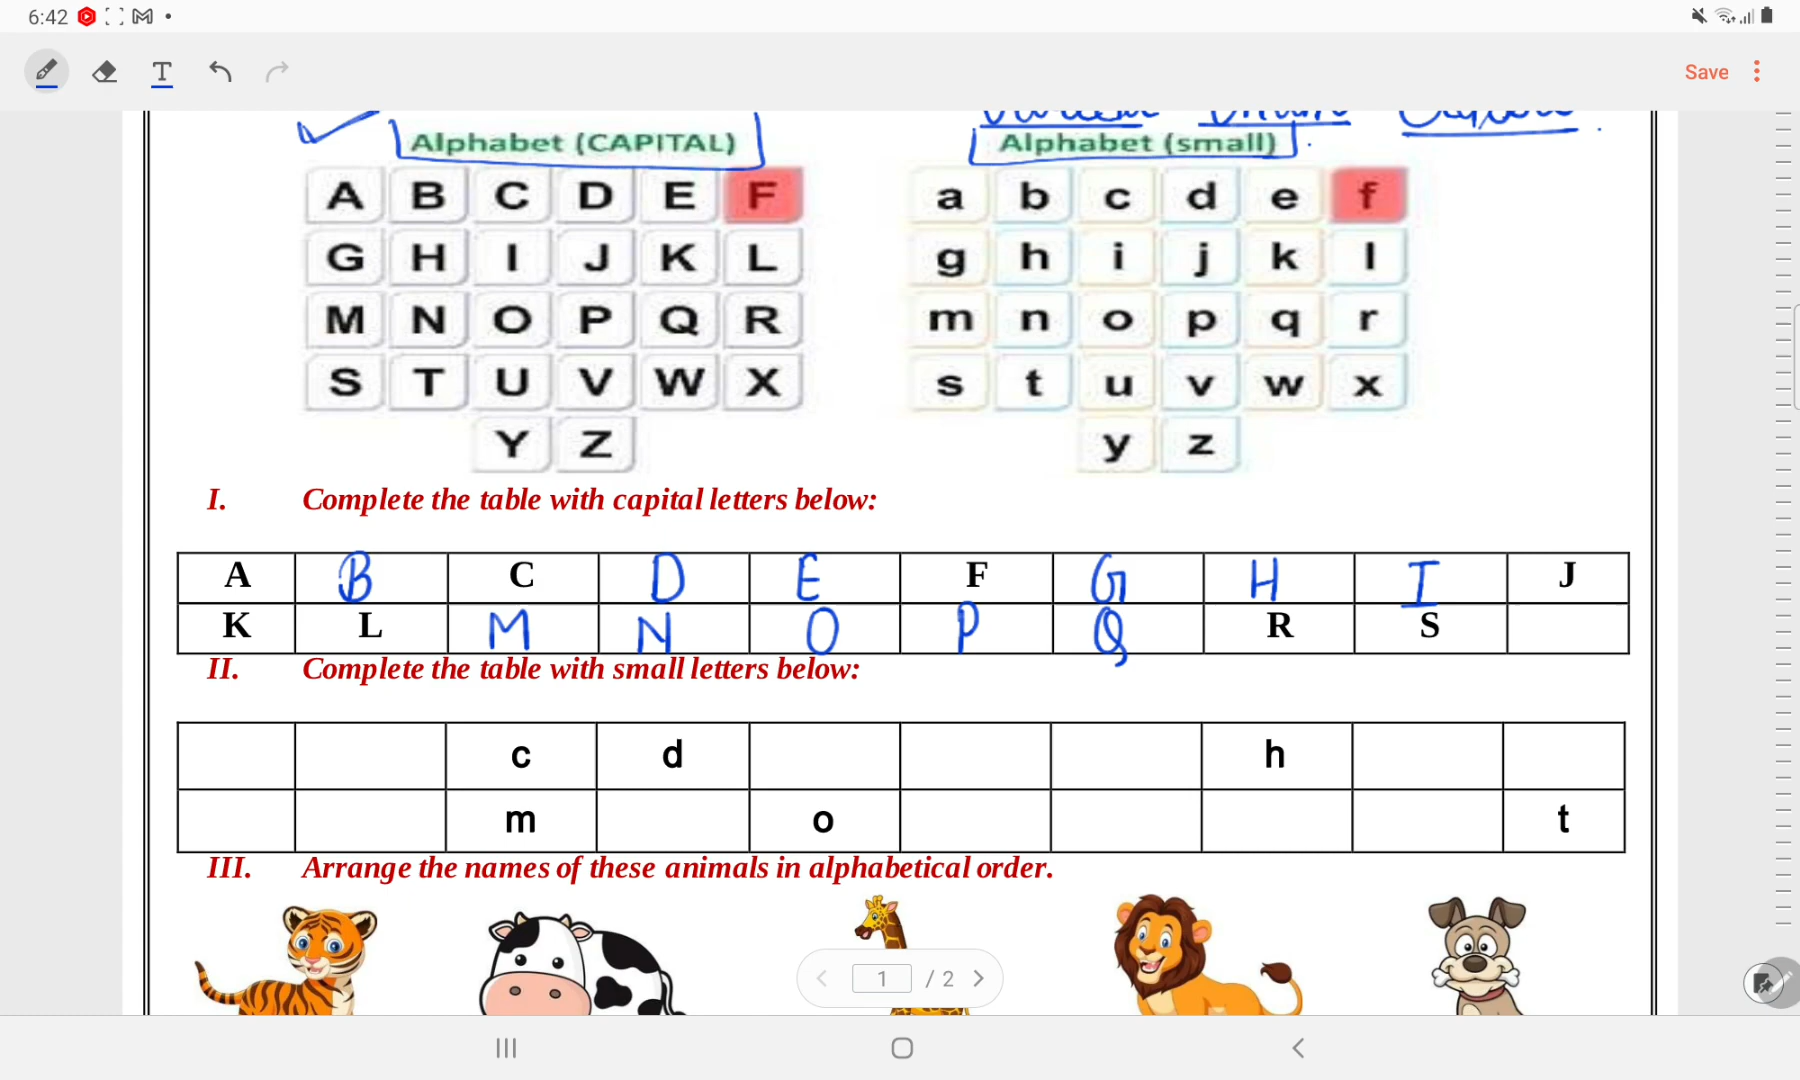 6:42
Save
Alphabet (CAPITAL)
A B C D E F
G H I J K L
M N O P Q R
S T U V W X
Y Z
Alphabet (small)
a b c d e f
g h i j k l
m n o p q r
s t u v w x
y z
I. Complete the table with capital letters below:
A B C D E F G H I J
K L M N O P Q R S
II. Complete the table with small letters below:
c d h
m o t
III. Arrange the names of these animals in alphabetical order.
1 / 2